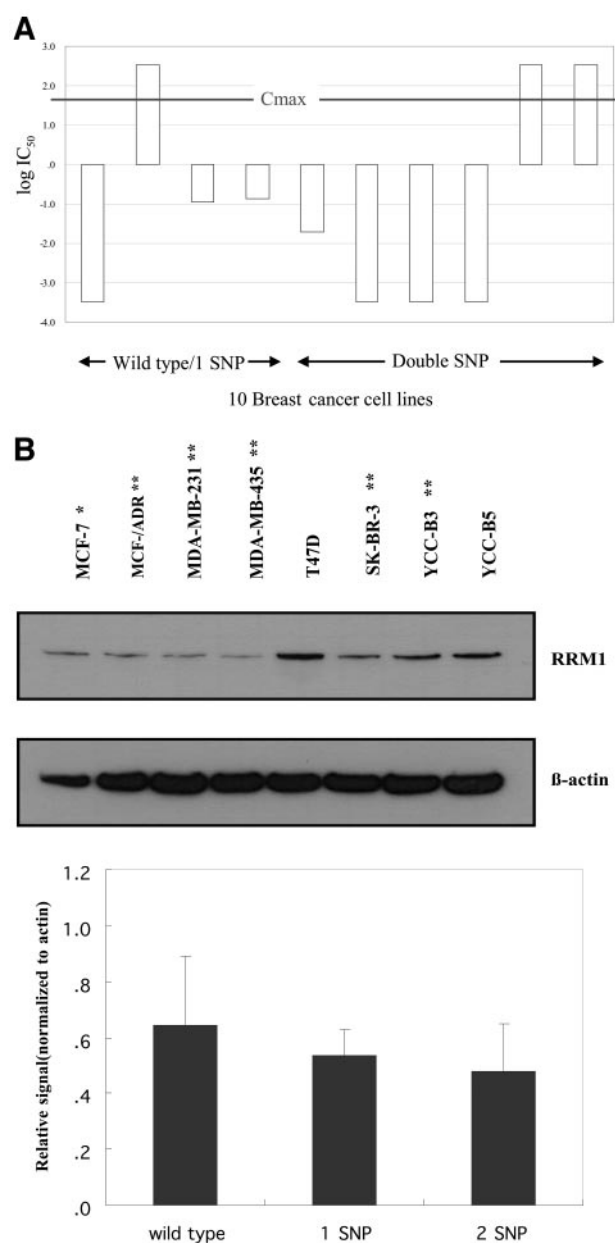 A
3.0
2.0
1.0
.0
-1.0
-2.0
-3.0
-4.0
log IC50
Cmax
Wild type/1 SNP
Double SNP
10 Breast cancer cell lines
B
MCF-7 *
MCF-/ADR **
MDA-MB-231 **
MDA-MB-435 **
T47D
SK-BR-3 **
YCC-B3 **
YCC-B5
RRM1
ß-actin
1.2
1.0
.8
.6
.4
.2
.0
Relative signal(normalized to actin)
wild type
1 SNP
2 SNP